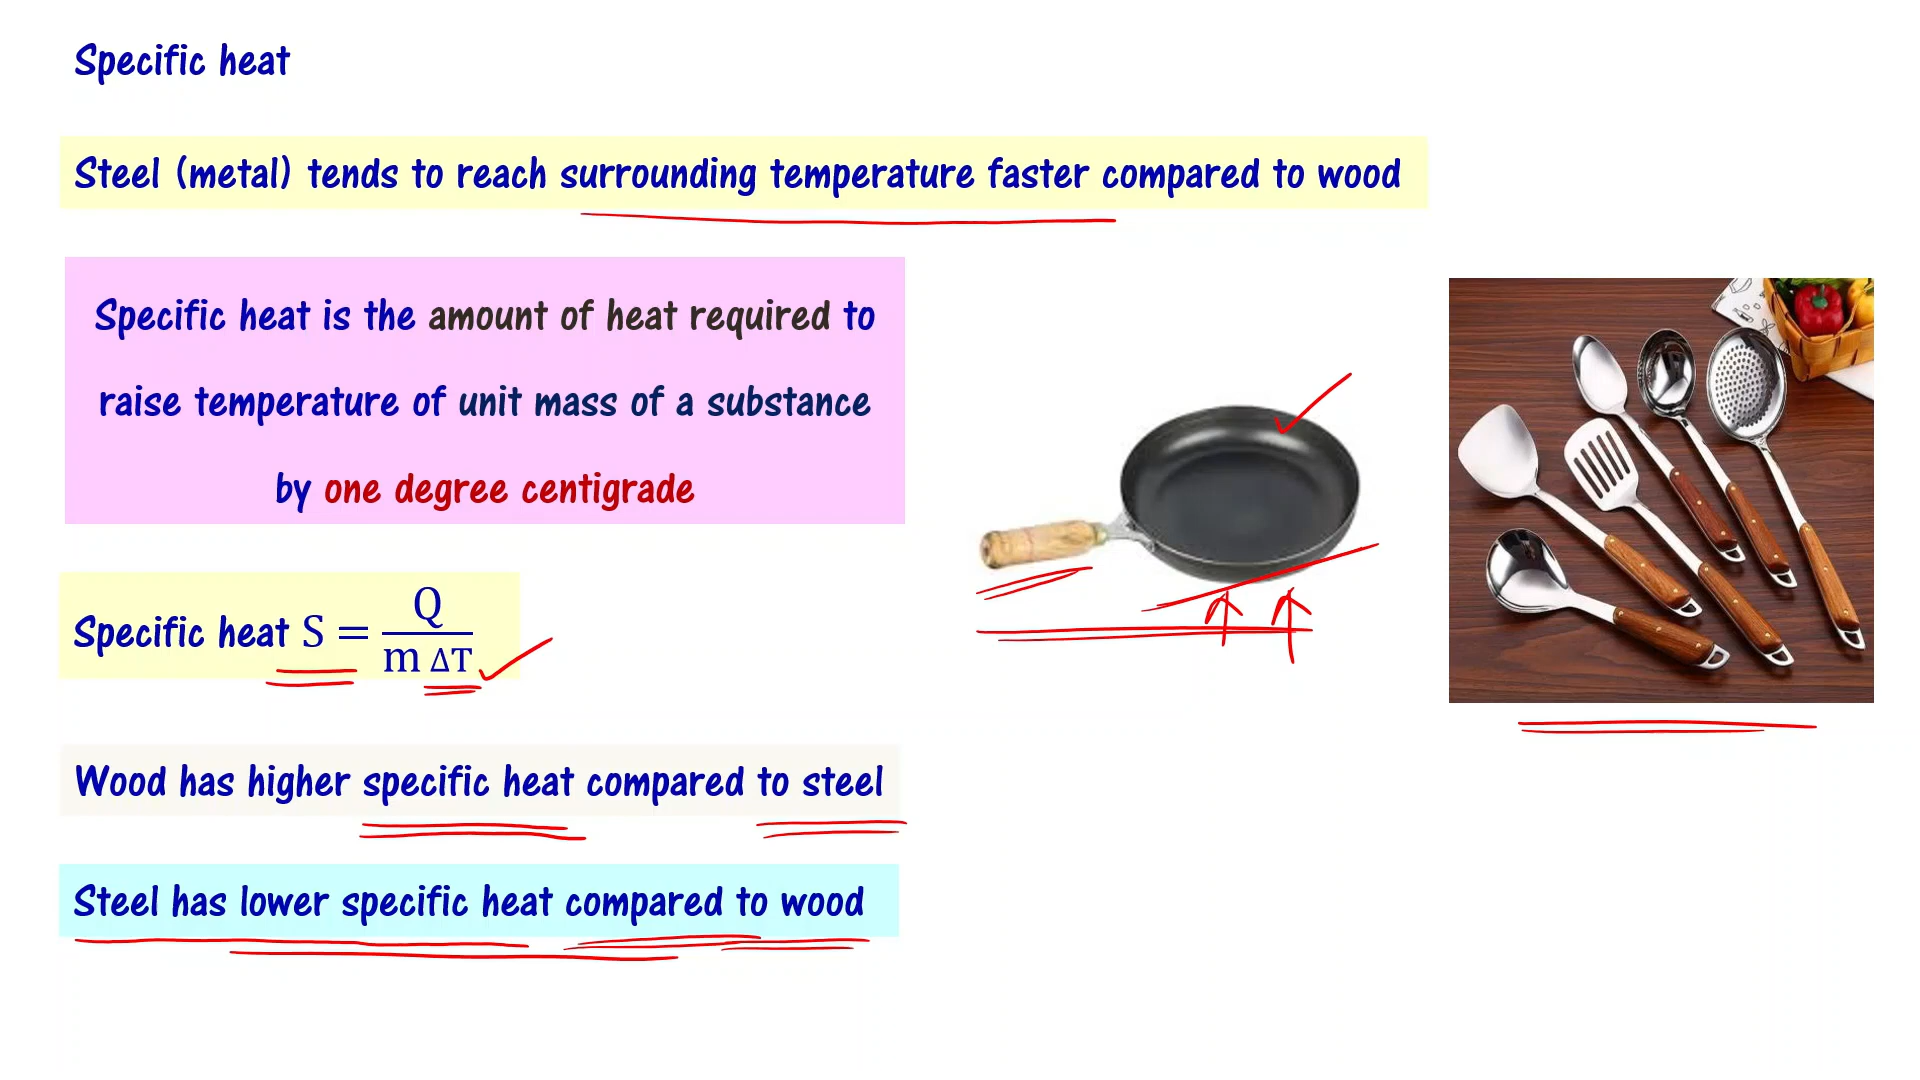 Specific heat
Steel (metal) tends to reach surrounding temperature faster compared to wood
Specific heat is the amount of heat required to
raise temperature of unit mass of a substance
by one degree centigrade
Specific heat S = Q / m ΔT
Wood has higher specific heat compared to steel
Steel has lower specific heat compared to wood